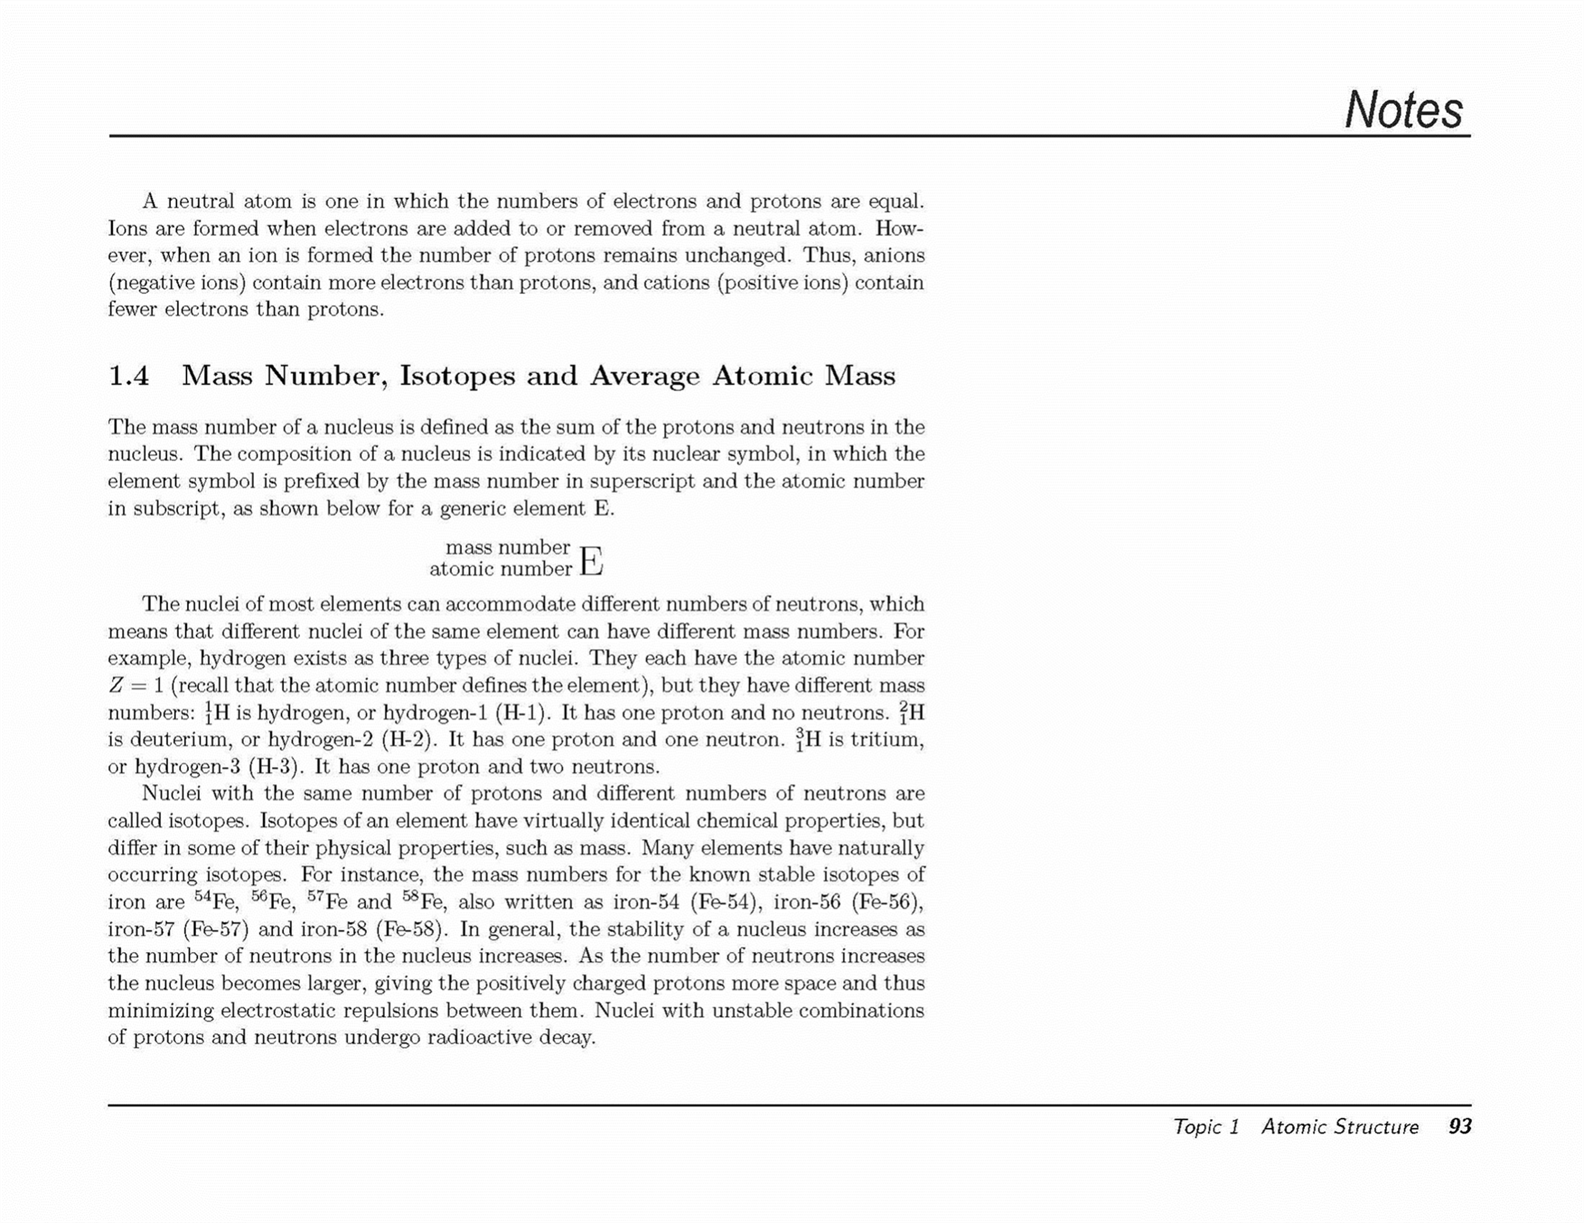 Notes
A neutral atom is one in which the numbers of electrons and protons are equal.
Ions are formed when electrons are added to or removed from a neutral atom. How-
ever, when an ion is formed the number of protons remains unchanged. Thus, anions
(negative ions) contain more electrons than protons, and cations (positive ions) contain
fewer electrons than protons.
1.4 Mass Number, Isotopes and Average Atomic Mass
The mass number of a nucleus is defined as the sum of the protons and neutrons in the
nucleus. The composition of a nucleus is indicated by its nuclear symbol, in which the
element symbol is prefixed by the mass number in superscript and the atomic number
in subscript, as shown below for a generic element E.
mass number
atomic number E
The nuclei of most elements can accommodate different numbers of neutrons, which
means that different nuclei of the same element can have different mass numbers. For
example, hydrogen exists as three types of nuclei. They each have the atomic number
Z = 1 (recall that the atomic number defines the element), but they have different mass
numbers: ¹₁H is hydrogen, or hydrogen-1 (H-1). It has one proton and no neutrons. ²₁H
is deuterium, or hydrogen-2 (H-2). It has one proton and one neutron. ³₁H is tritium,
or hydrogen-3 (H-3). It has one proton and two neutrons.
Nuclei with the same number of protons and different numbers of neutrons are
called isotopes. Isotopes of an element have virtually identical chemical properties, but
differ in some of their physical properties, such as mass. Many elements have naturally
occurring isotopes. For instance, the mass numbers for the known stable isotopes of
iron are ⁵⁴Fe, ⁵⁶Fe, ⁵⁷Fe and ⁵⁸Fe, also written as iron-54 (Fe-54), iron-56 (Fe-56),
iron-57 (Fe-57) and iron-58 (Fe-58). In general, the stability of a nucleus increases as
the number of neutrons in the nucleus increases. As the number of neutrons increases
the nucleus becomes larger, giving the positively charged protons more space and thus
minimizing electrostatic repulsions between them. Nuclei with unstable combinations
of protons and neutrons undergo radioactive decay.
Topic 1 Atomic Structure 93